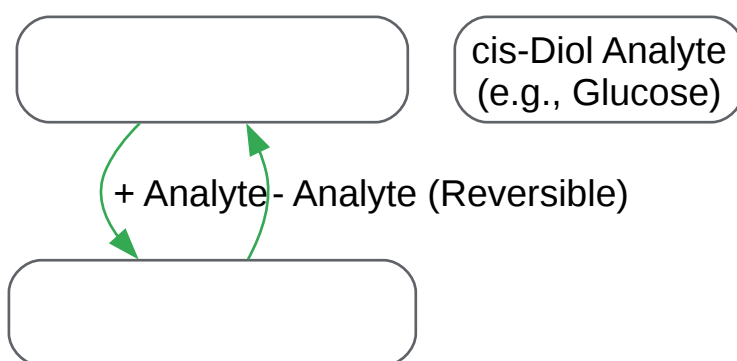 cis-Diol Analyte
(e.g., Glucose)
+ Analyte
- Analyte (Reversible)